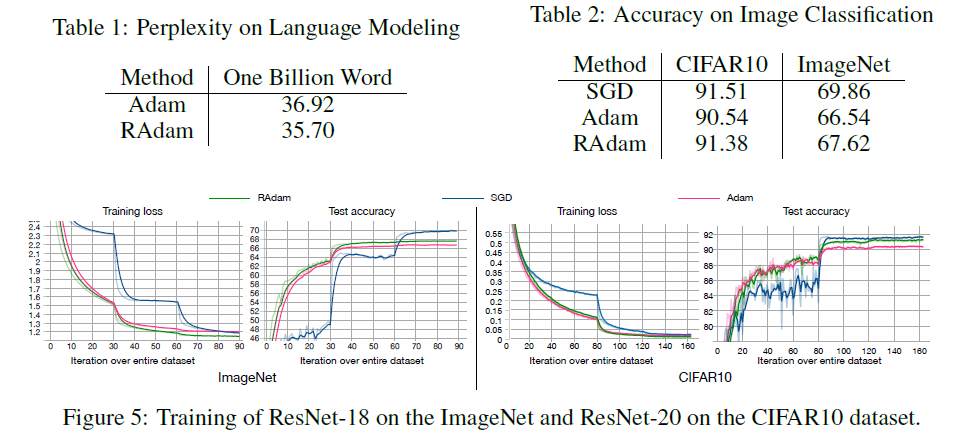 Table 1: Perplexity on Language Modeling
Method One Billion Word
Adam 36.92
RAdam 35.70
Table 2: Accuracy on Image Classification
Method CIFAR10 ImageNet
SGD 91.51 69.86
Adam 90.54 66.54
RAdam 91.38 67.62
RAdam SGD Adam
Training loss
2.4
2.3
2.2
2.1
2
1.9
1.8
1.7
1.6
1.5
1.4
1.3
1.2
0 10 20 30 40 50 60 70 80 90
Iteration over entire dataset
Test accuracy
70
68
66
64
62
60
58
56
54
52
50
48
46
0 10 20 30 40 50 60 70 80 90
Iteration over entire dataset
ImageNet
Training loss
0.55
0.5
0.45
0.4
0.35
0.3
0.25
0.2
0.15
0.1
0.05
0
0 20 40 60 80 100 120 140 160
Iteration over entire dataset
Test accuracy
92
90
88
86
84
82
80
0 20 40 60 80 100 120 140 160
Iteration over entire dataset
CIFAR10
Figure 5: Training of ResNet-18 on the ImageNet and ResNet-20 on the CIFAR10 dataset.